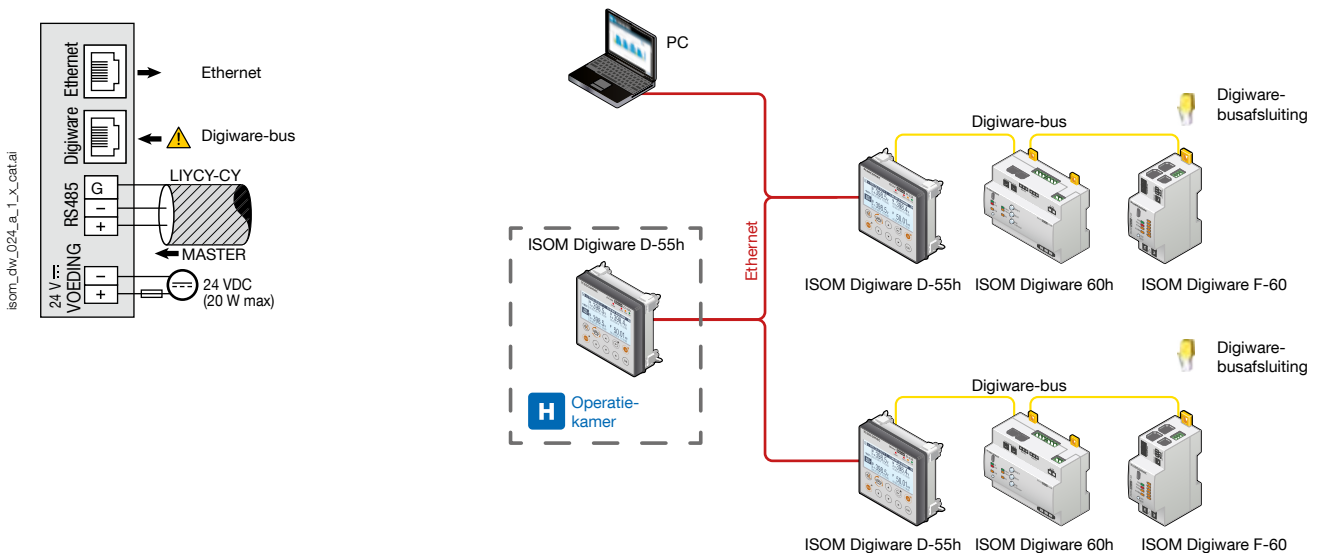 isom_dw_024_a_1_x_cat.ai
Ethernet
Ethernet
Digiware
Digiware-bus
RS485
G
–
+
LIYCY-CY
MASTER
24 V
VOEDING
–
+
24 VDC
(20 W max)
PC
Ethernet
ISOM Digiware D-55h
H
Operatie-
kamer
Digiware-bus
Digiware-
busafsluiting
ISOM Digiware D-55h
ISOM Digiware 60h
ISOM Digiware F-60
Digiware-bus
Digiware-
busafsluiting
ISOM Digiware D-55h
ISOM Digiware 60h
ISOM Digiware F-60